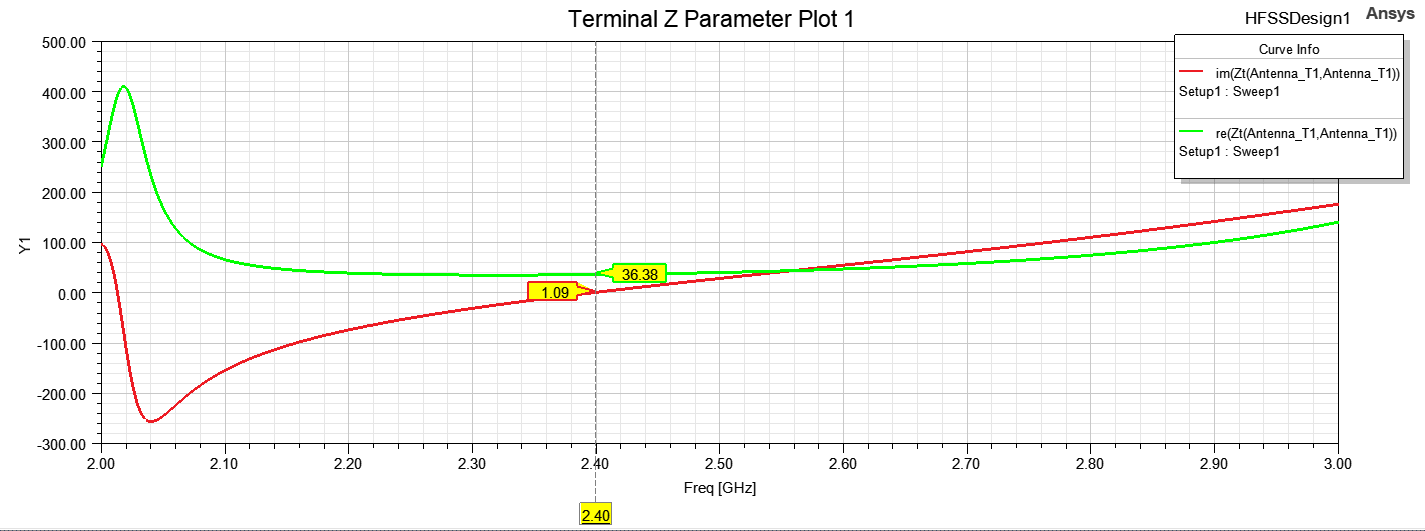 Terminal Z Parameter Plot 1
HFSSDesign1
Ansys
Curve Info
im(Zt(Antenna_T1,Antenna_T1))
Setup1 : Sweep1
re(Zt(Antenna_T1,Antenna_T1))
Setup1 : Sweep1
500.00
400.00
300.00
200.00
100.00
0.00
-100.00
-200.00
-300.00
Y1
36.38
1.09
2.00 2.10 2.20 2.30 2.40 2.50 2.60 2.70 2.80 2.90 3.00
Freq [GHz]
2.40